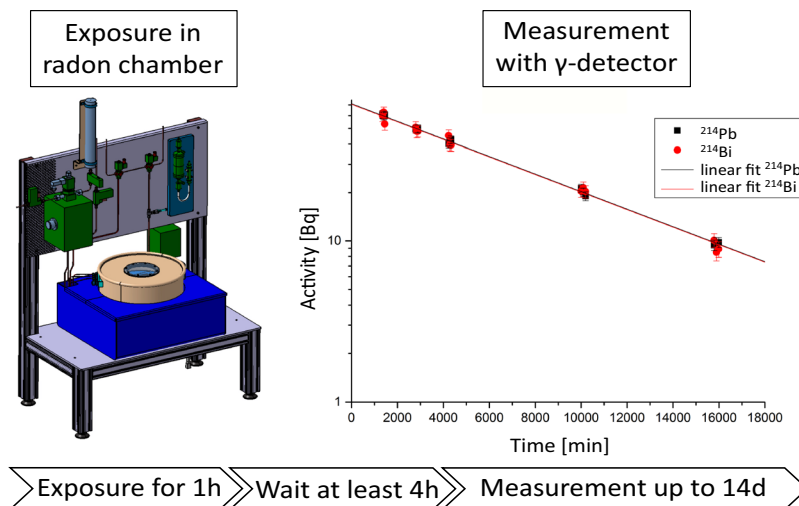 Exposure in
radon chamber
Measurement
with γ-detector
²¹⁴Pb
²¹⁴Bi
linear fit ²¹⁴Pb
linear fit ²¹⁴Bi
Activity [Bq]
10
1
0 2000 4000 6000 8000 10000 12000 14000 16000 18000
Time [min]
Exposure for 1h
Wait at least 4h
Measurement up to 14d